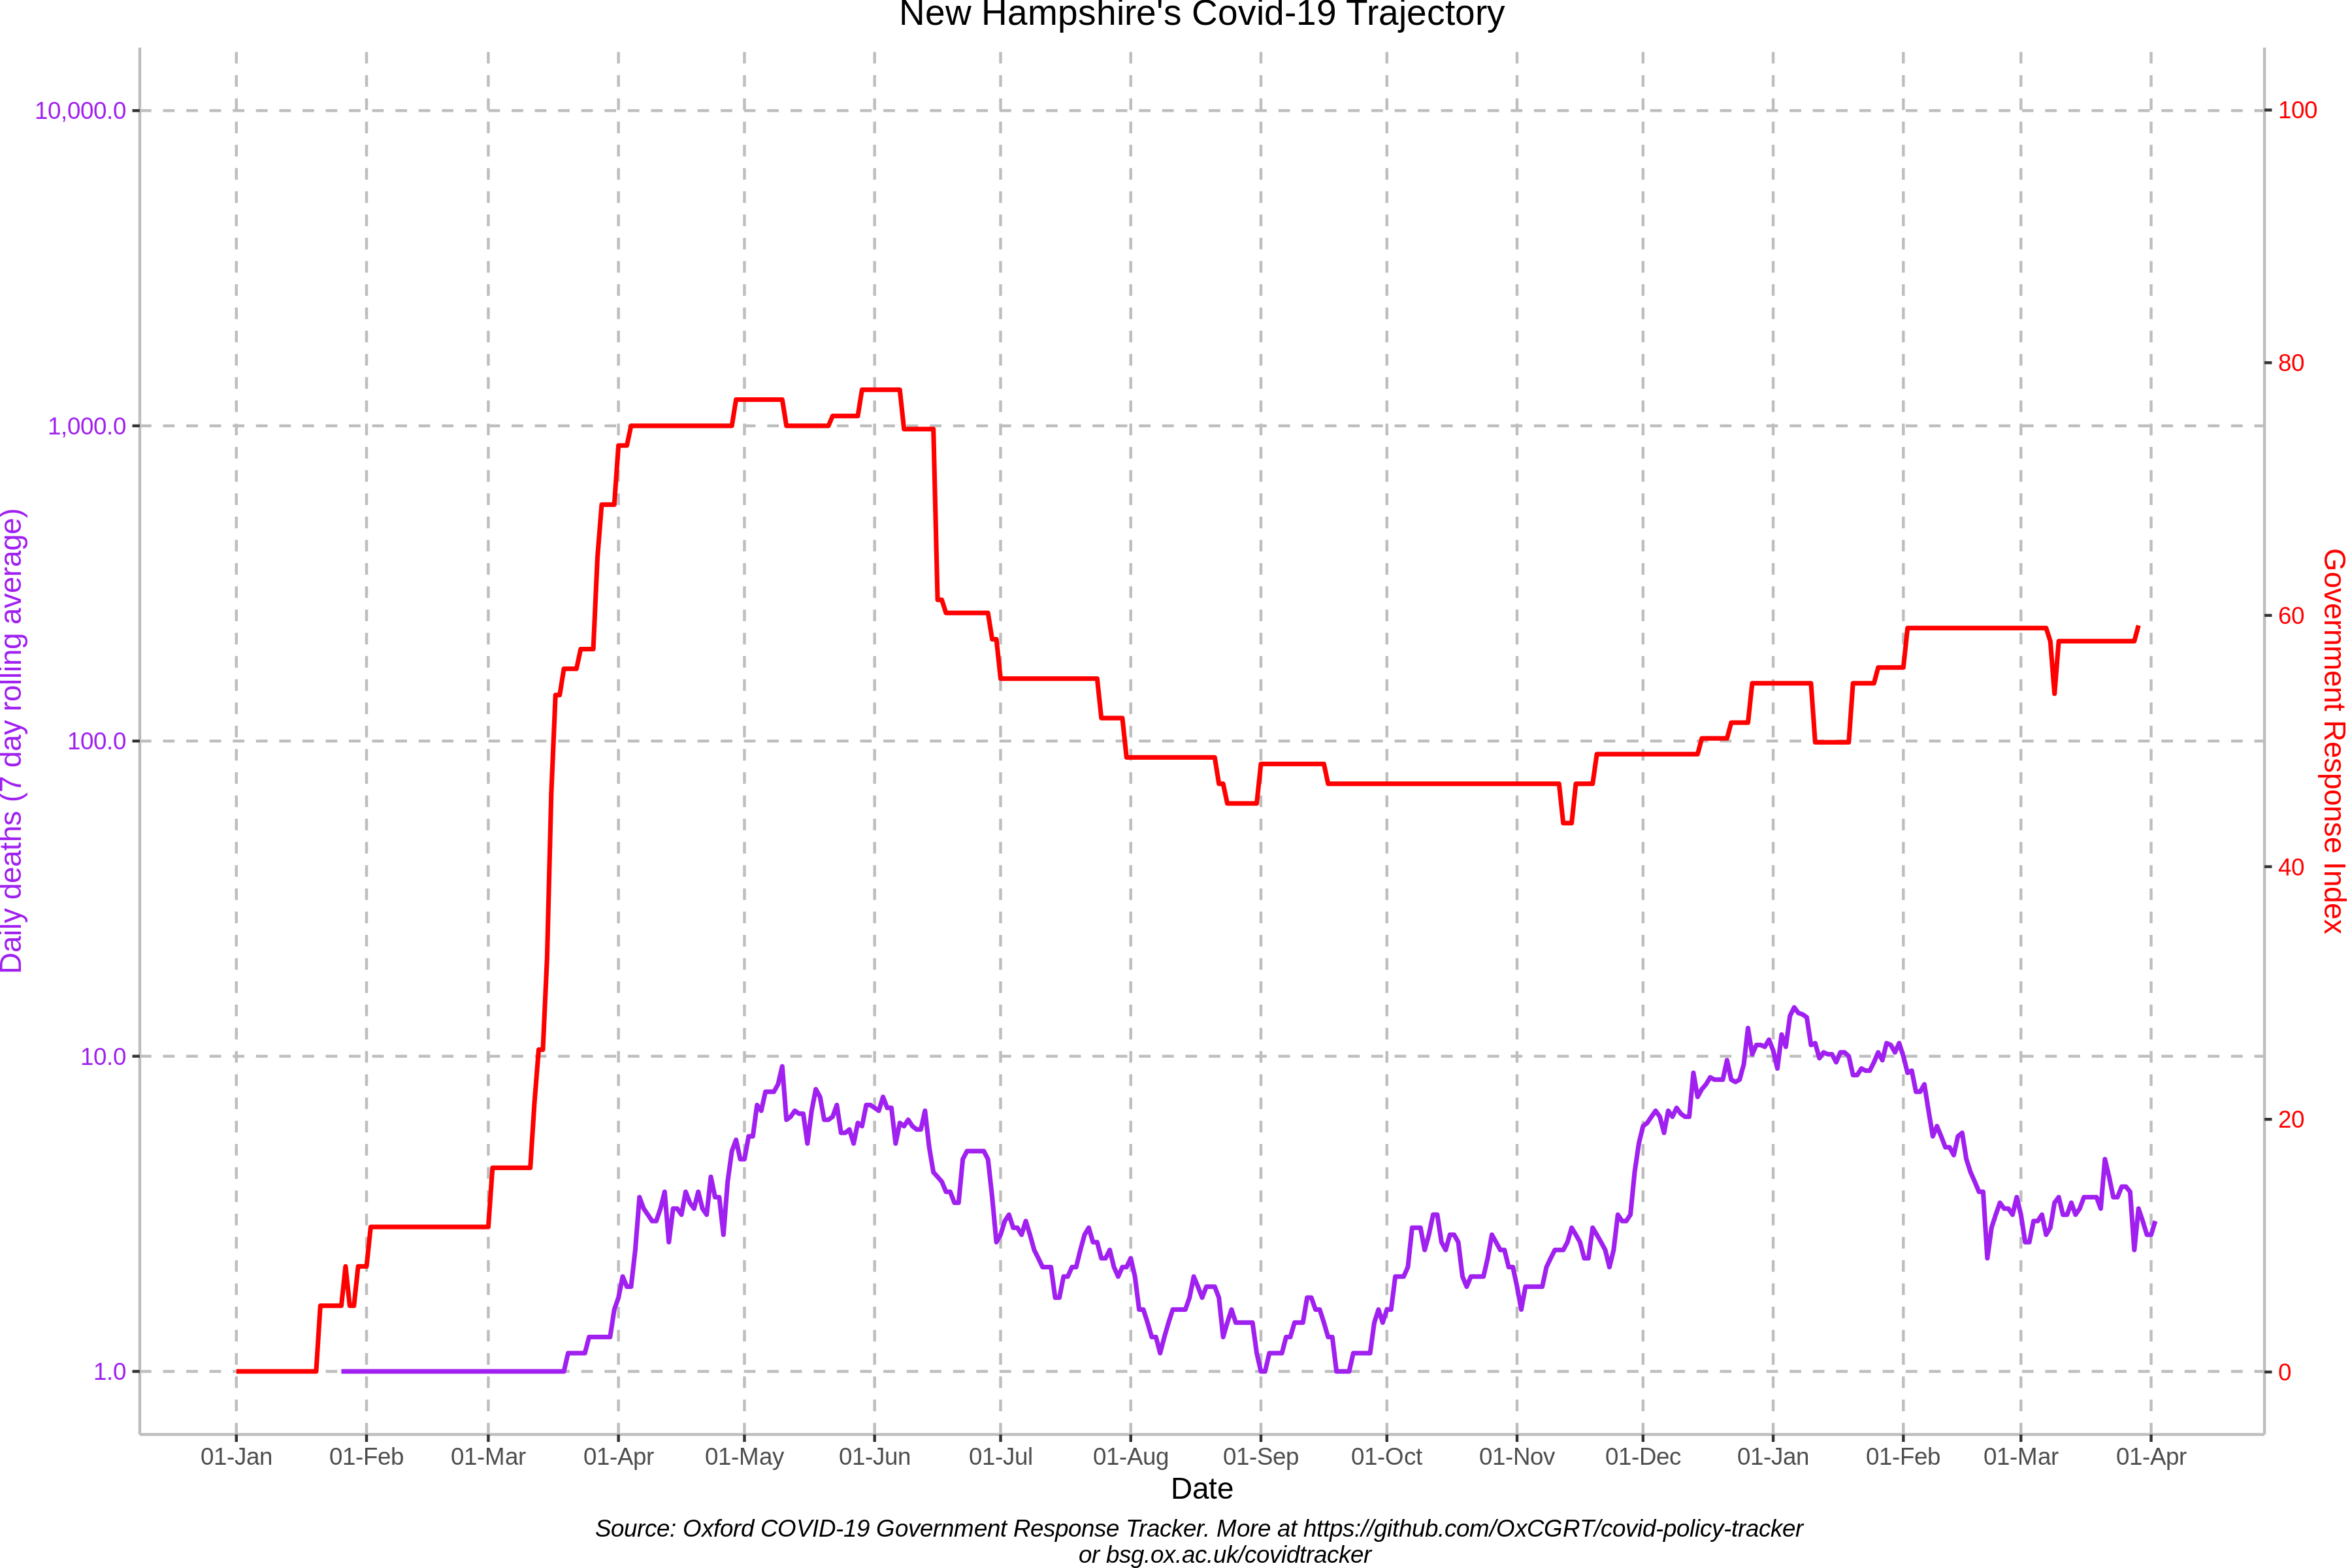 New Hampshire's Covid-19 Trajectory
10,000.0
1,000.0
100.0
10.0
1.0
Daily deaths (7 day rolling average)
100
80
60
40
20
0
Government Response Index
01-Jan 01-Feb 01-Mar 01-Apr 01-May 01-Jun 01-Jul 01-Aug 01-Sep 01-Oct 01-Nov 01-Dec 01-Jan 01-Feb 01-Mar 01-Apr
Date
Source: Oxford COVID-19 Government Response Tracker. More at https://github.com/OxCGRT/covid-policy-tracker
or bsg.ox.ac.uk/covidtracker